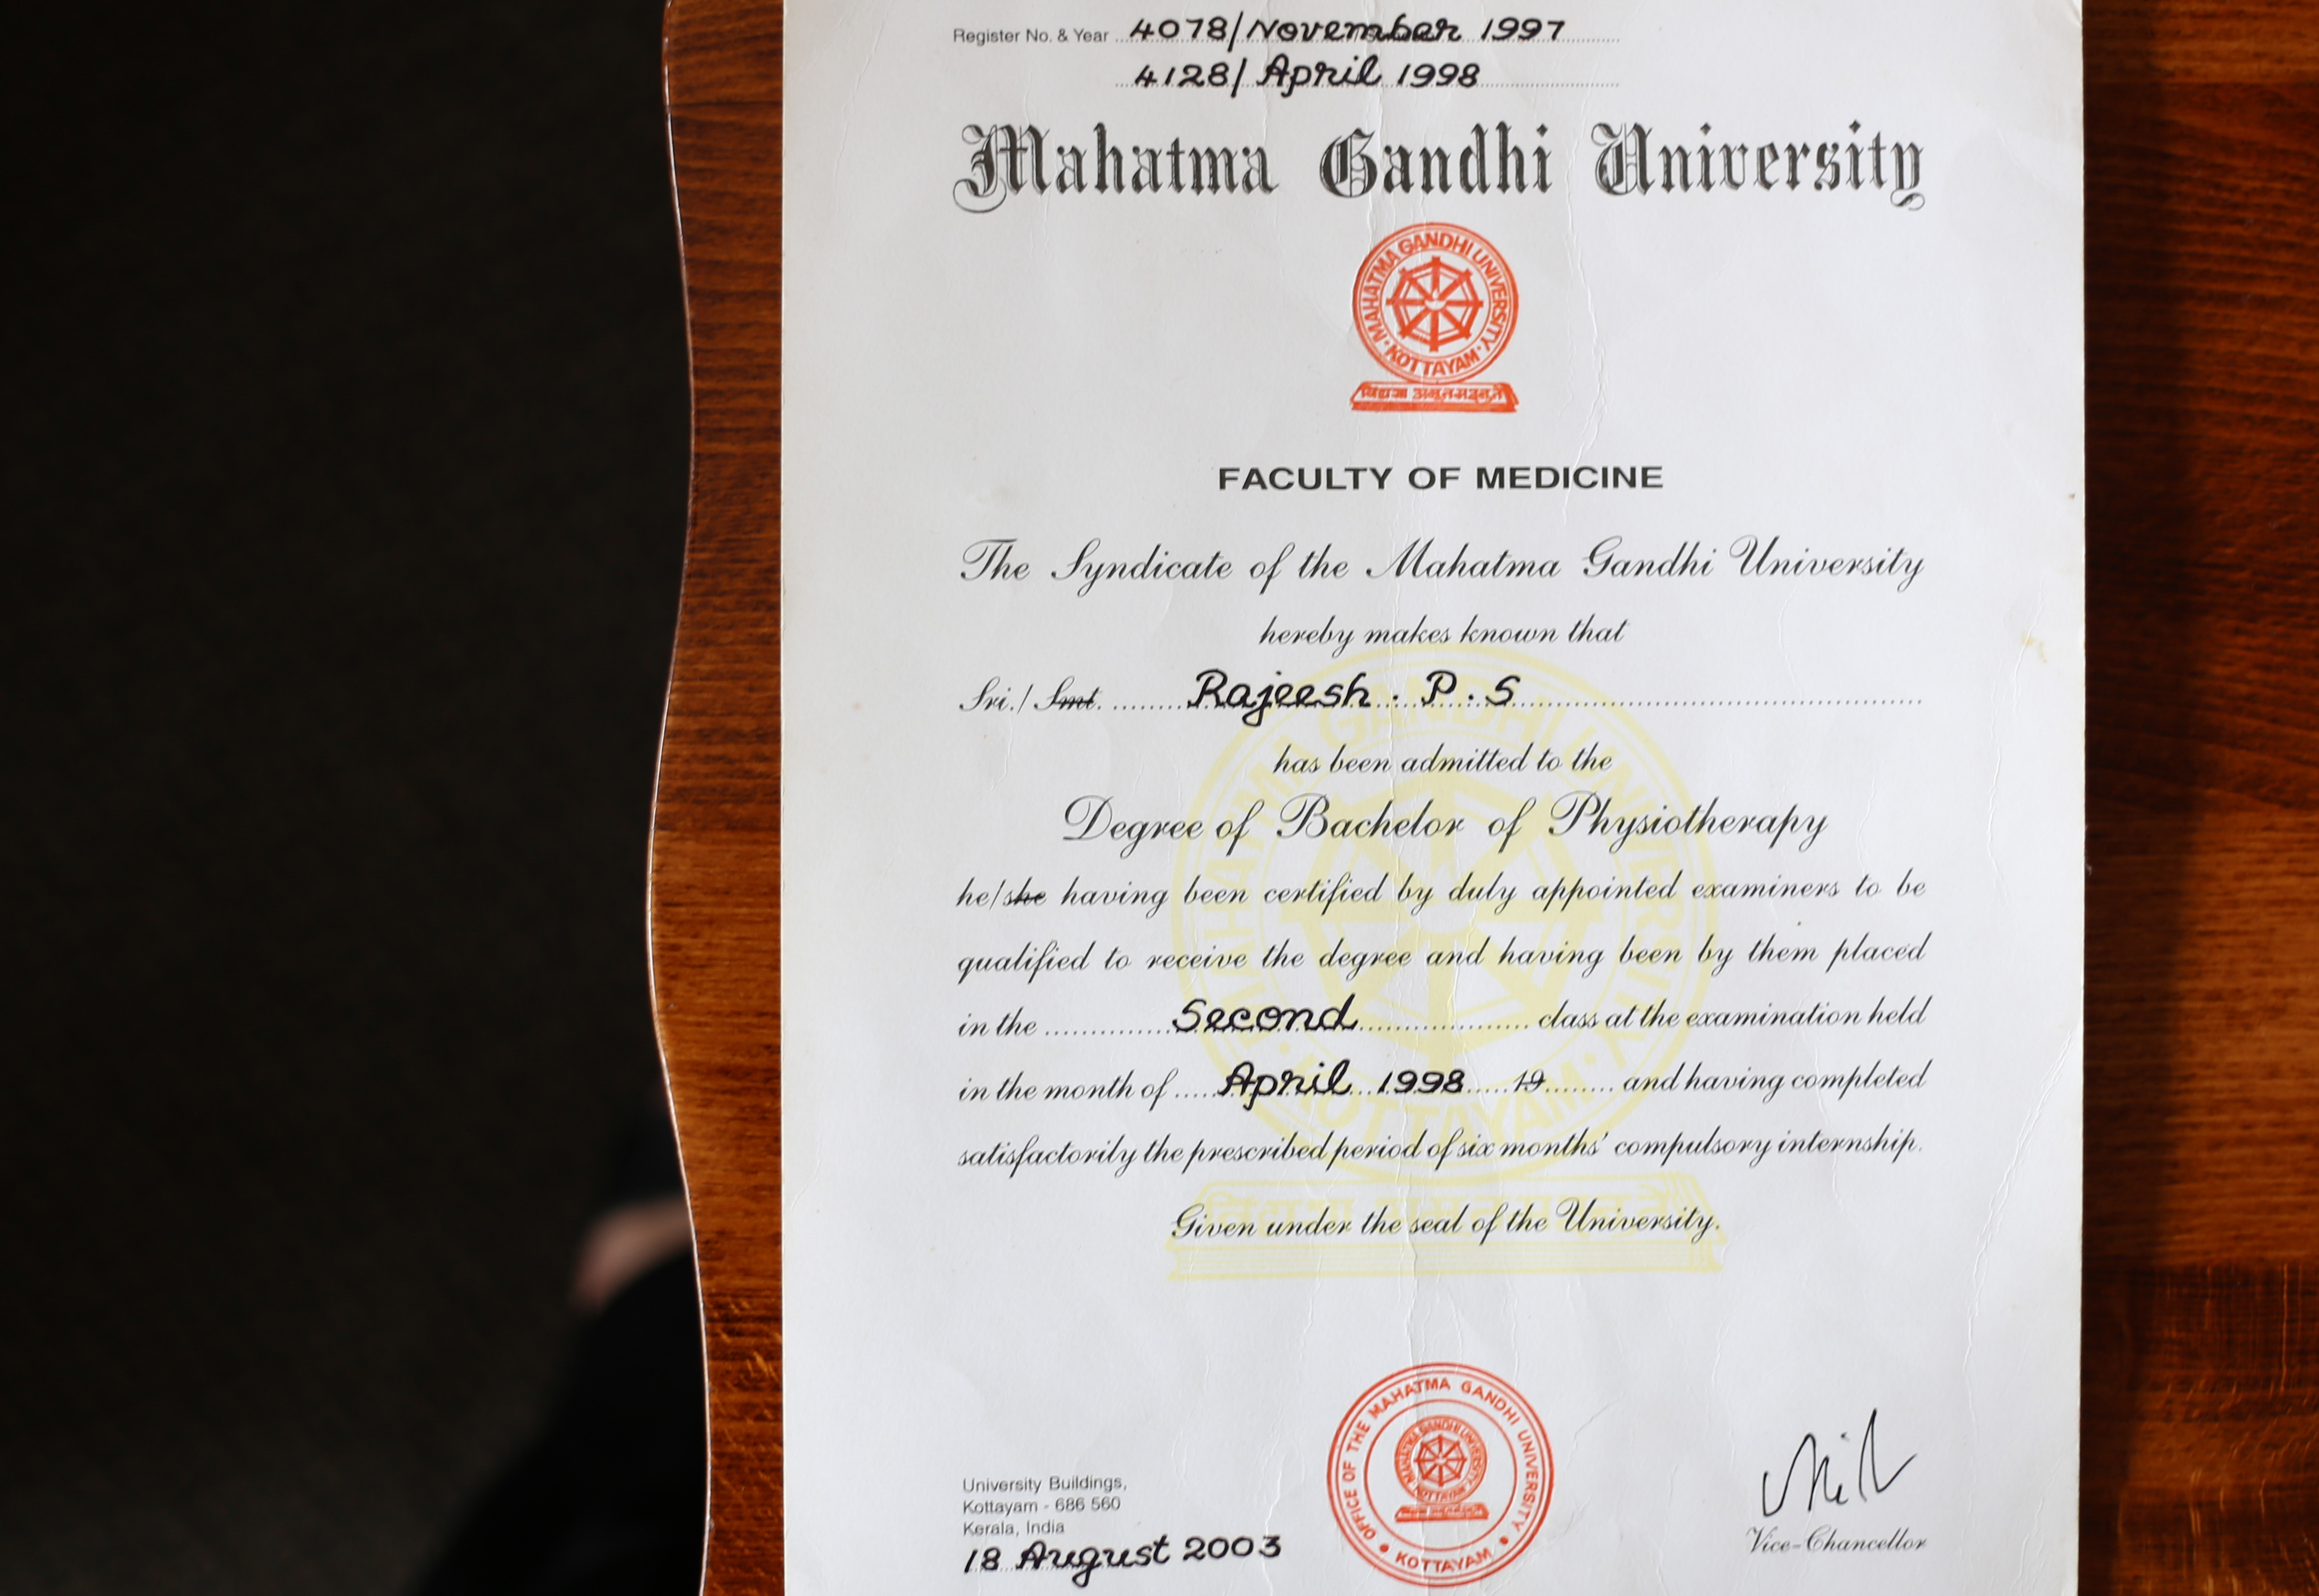 Register No. & Year 4078/November 1997
4128/April 1998
Mahatma Gandhi University
MAHATMA GANDHI UNIVERSITY
· KOTTAYAM ·
FACULTY OF MEDICINE
The Syndicate of the Mahatma Gandhi University
hereby makes known that
Sri./ Smt. Rajeesh . P . S
has been admitted to the
Degree of Bachelor of Physiotherapy
he/she having been certified by duly appointed examiners to be
qualified to receive the degree and having been by them placed
in the Second class at the examination held
in the month of April 1998 19 and having completed
satisfactorily the prescribed period of six months' compulsory internship.
Given under the seal of the University.
OFFICE OF THE MAHATMA GANDHI UNIVERSITY
• KOTTAYAM •
MAHATMA GANDHI UNIVERSITY
KOTTAYAM
University Buildings,
Kottayam - 686 560
Kerala, India
18 August 2003
Vice-Chancellor